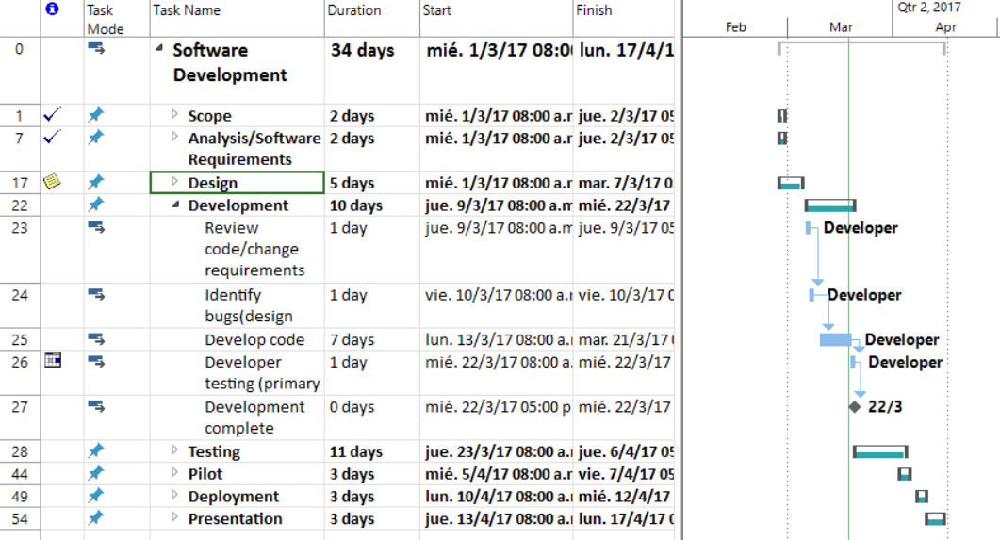 Qtr 2, 2017
Task Mode Task Name Duration Start Finish
Feb Mar Apr
0 Software Development 34 days mié. 1/3/17 08:00 lun. 17/4/1
1 Scope 2 days mié. 1/3/17 08:00 a.r jue. 2/3/17 05
7 Analysis/Software Requirements 2 days mié. 1/3/17 08:00 a.r jue. 2/3/17 05
17 Design 5 days mié. 1/3/17 08:00 a.r mar. 7/3/17 0
22 Development 10 days jue. 9/3/17 08:00 a.m mié. 22/3/17
23 Review code/change requirements 1 day jue. 9/3/17 08:00 a.m jue. 9/3/17 05 Developer
24 Identify bugs(design 1 day vie. 10/3/17 08:00 a.r vie. 10/3/17 0 Developer
25 Develop code 7 days lun. 13/3/17 08:00 a. mar. 21/3/17 Developer
26 Developer testing (primary 1 day mié. 22/3/17 08:00 a. mié. 22/3/17 Developer
27 Development complete 0 days mié. 22/3/17 05:00 p mié. 22/3/17 22/3
28 Testing 11 days jue. 23/3/17 08:00 a. jue. 6/4/17 05
44 Pilot 3 days mié. 5/4/17 08:00 a.r vie. 7/4/17 05
49 Deployment 3 days lun. 10/4/17 08:00 a. mié. 12/4/17
54 Presentation 3 days jue. 13/4/17 08:00 a. lun. 17/4/17 0